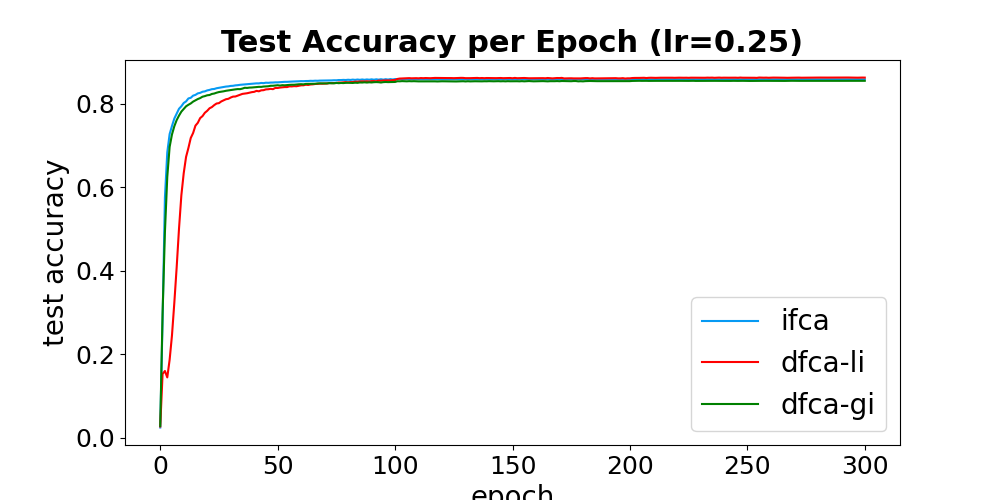 Test Accuracy per Epoch (lr=0.25)
test accuracy
0.8
0.6
0.4
0.2
0.0
ifca
dfca-li
dfca-gi
0 50 100 150 200 250 300
epoch